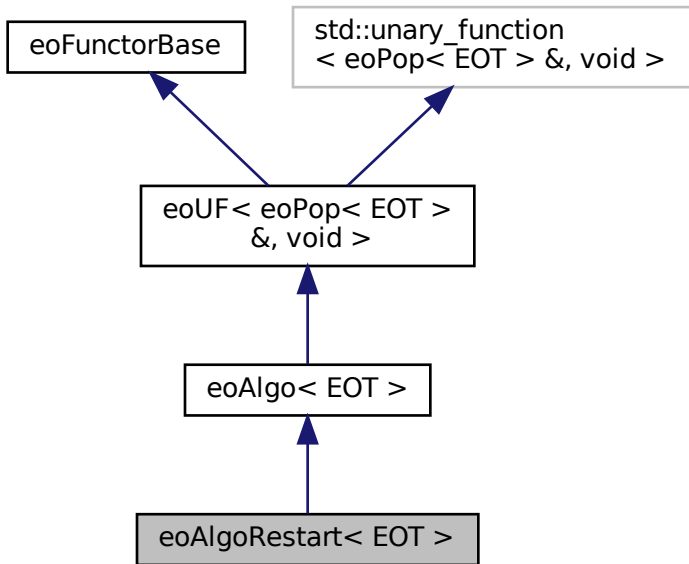 eoFunctorBase
std::unary_function
< eoPop< EOT > &, void >
eoUF< eoPop< EOT >
&, void >
eoAlgo< EOT >
eoAlgoRestart< EOT >